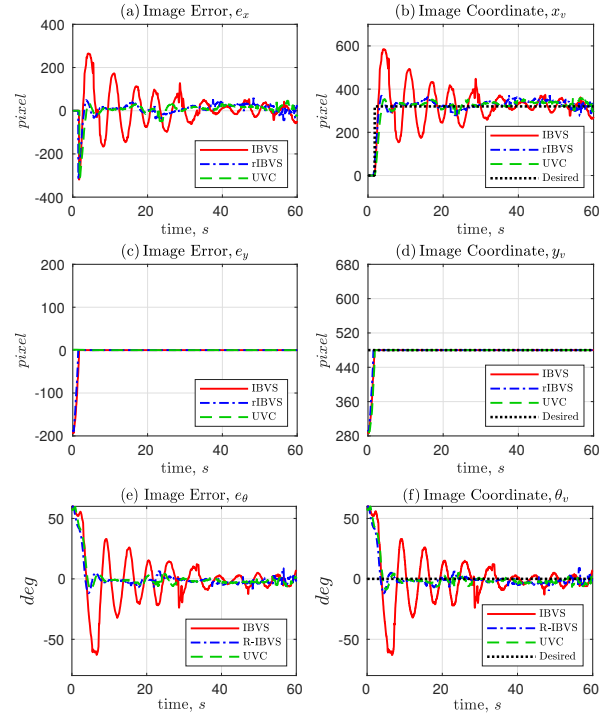 (a) Image Error, e_x
400
200
0
-200
-400
pixel
IBVS
rIBVS
UVC
0 20 40 60
time, s
(b) Image Coordinate, x_v
600
400
200
0
pixel
IBVS
rIBVS
UVC
Desired
0 20 40 60
time, s
(c) Image Error, e_y
200
100
0
-100
-200
pixel
IBVS
rIBVS
UVC
0 20 40 60
time, s
(d) Image Coordinate, y_v
680
600
520
440
360
280
pixel
IBVS
rIBVS
UVC
Desired
0 20 40 60
time, s
(e) Image Error, e_θ
50
0
-50
deg
IBVS
R-IBVS
UVC
0 20 40 60
time, s
(f) Image Coordinate, θ_v
50
0
-50
deg
IBVS
R-IBVS
UVC
Desired
0 20 40 60
time, s